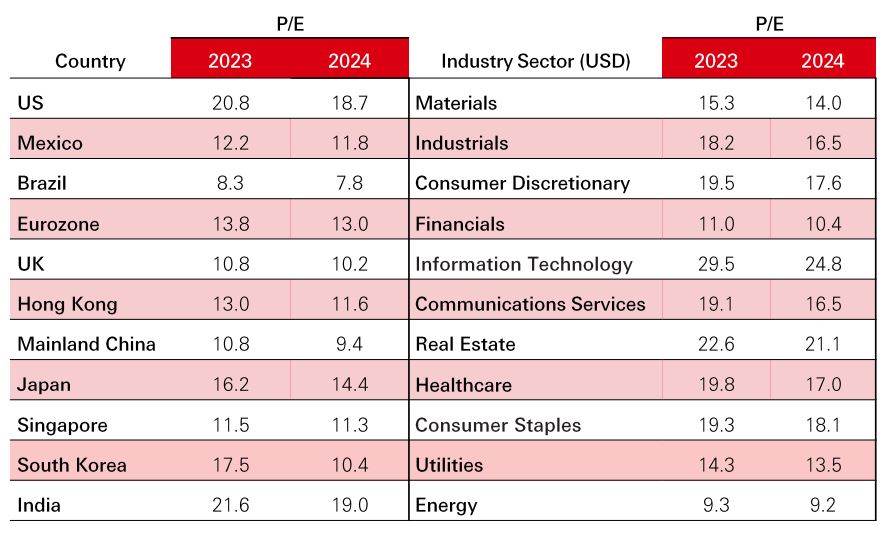 P/E P/E
Country 2023 2024 Industry Sector (USD) 2023 2024
US 20.8 18.7 Materials 15.3 14.0
Mexico 12.2 11.8 Industrials 18.2 16.5
Brazil 8.3 7.8 Consumer Discretionary 19.5 17.6
Eurozone 13.8 13.0 Financials 11.0 10.4
UK 10.8 10.2 Information Technology 29.5 24.8
Hong Kong 13.0 11.6 Communications Services 19.1 16.5
Mainland China 10.8 9.4 Real Estate 22.6 21.1
Japan 16.2 14.4 Healthcare 19.8 17.0
Singapore 11.5 11.3 Consumer Staples 19.3 18.1
South Korea 17.5 10.4 Utilities 14.3 13.5
India 21.6 19.0 Energy 9.3 9.2